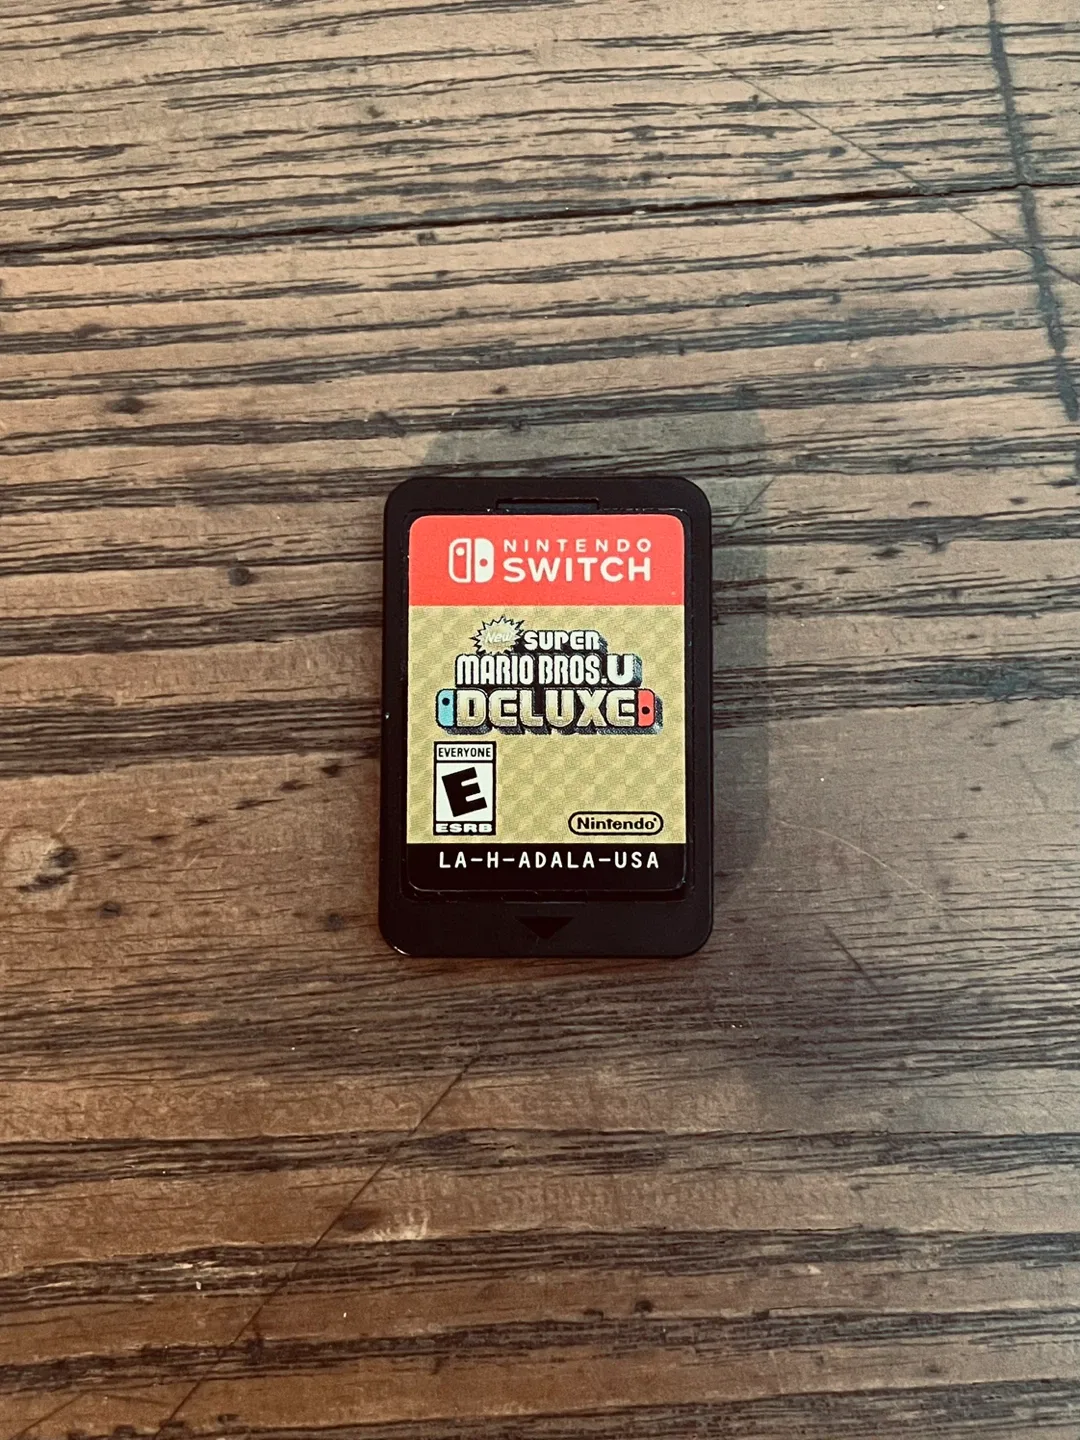 NINTENDO
SWITCH
New SUPER
MARIO BROS. U
DELUXE
EVERYONE
E
ESRB
Nintendo
LA-H-ADALA-USA